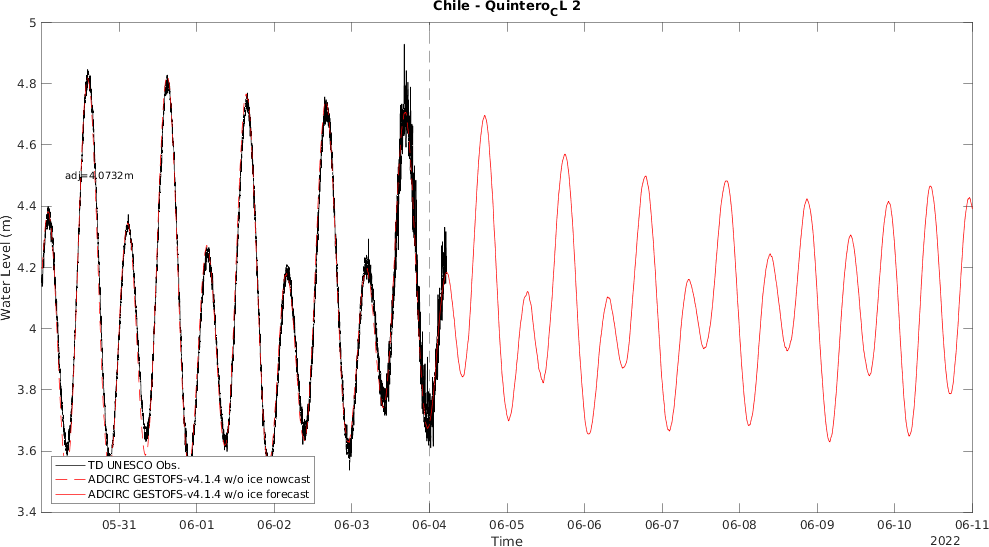 Chile - Quintero_CL 2
Water Level (m)
5
4.8
4.6
4.4
4.2
4
3.8
3.6
3.4
adj=4.0732m
TD UNESCO Obs.
ADCIRC GESTOFS-v4.1.4 w/o ice nowcast
ADCIRC GESTOFS-v4.1.4 w/o ice forecast
05-31 06-01 06-02 06-03 06-04 06-05 06-06 06-07 06-08 06-09 06-10 06-11
Time
2022